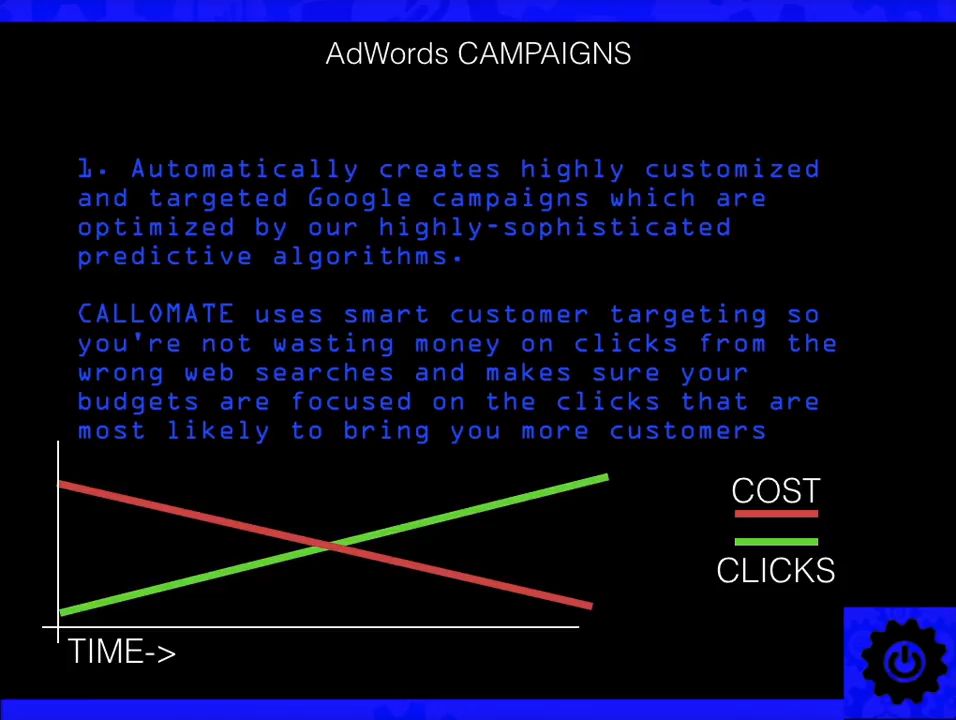 AdWords CAMPAIGNS
1. Automatically creates highly customized
and targeted Google campaigns which are
optimized by our highly-sophisticated
predictive algorithms.
CALLOMATE uses smart customer targeting so
you're not wasting money on clicks from the
wrong web searches and makes sure your
budgets are focused on the clicks that are
most likely to bring you more customers
COST
CLICKS
TIME->